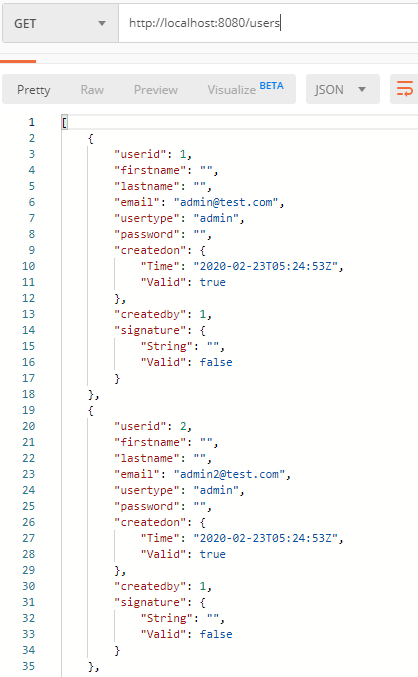 GET http://localhost:8080/users
Pretty Raw Preview Visualize BETA JSON
1 [
2 {
3 "userid": 1,
4 "firstname": "",
5 "lastname": "",
6 "email": "admin@test.com",
7 "usertype": "admin",
8 "password": "",
9 "createdon": {
10 "Time": "2020-02-23T05:24:53Z",
11 "Valid": true
12 },
13 "createdby": 1,
14 "signature": {
15 "String": "",
16 "Valid": false
17 }
18 },
19 {
20 "userid": 2,
21 "firstname": "",
22 "lastname": "",
23 "email": "admin2@test.com",
24 "usertype": "admin",
25 "password": "",
26 "createdon": {
27 "Time": "2020-02-23T05:24:53Z",
28 "Valid": true
29 },
30 "createdby": 1,
31 "signature": {
32 "String": "",
33 "Valid": false
34 }
35 },